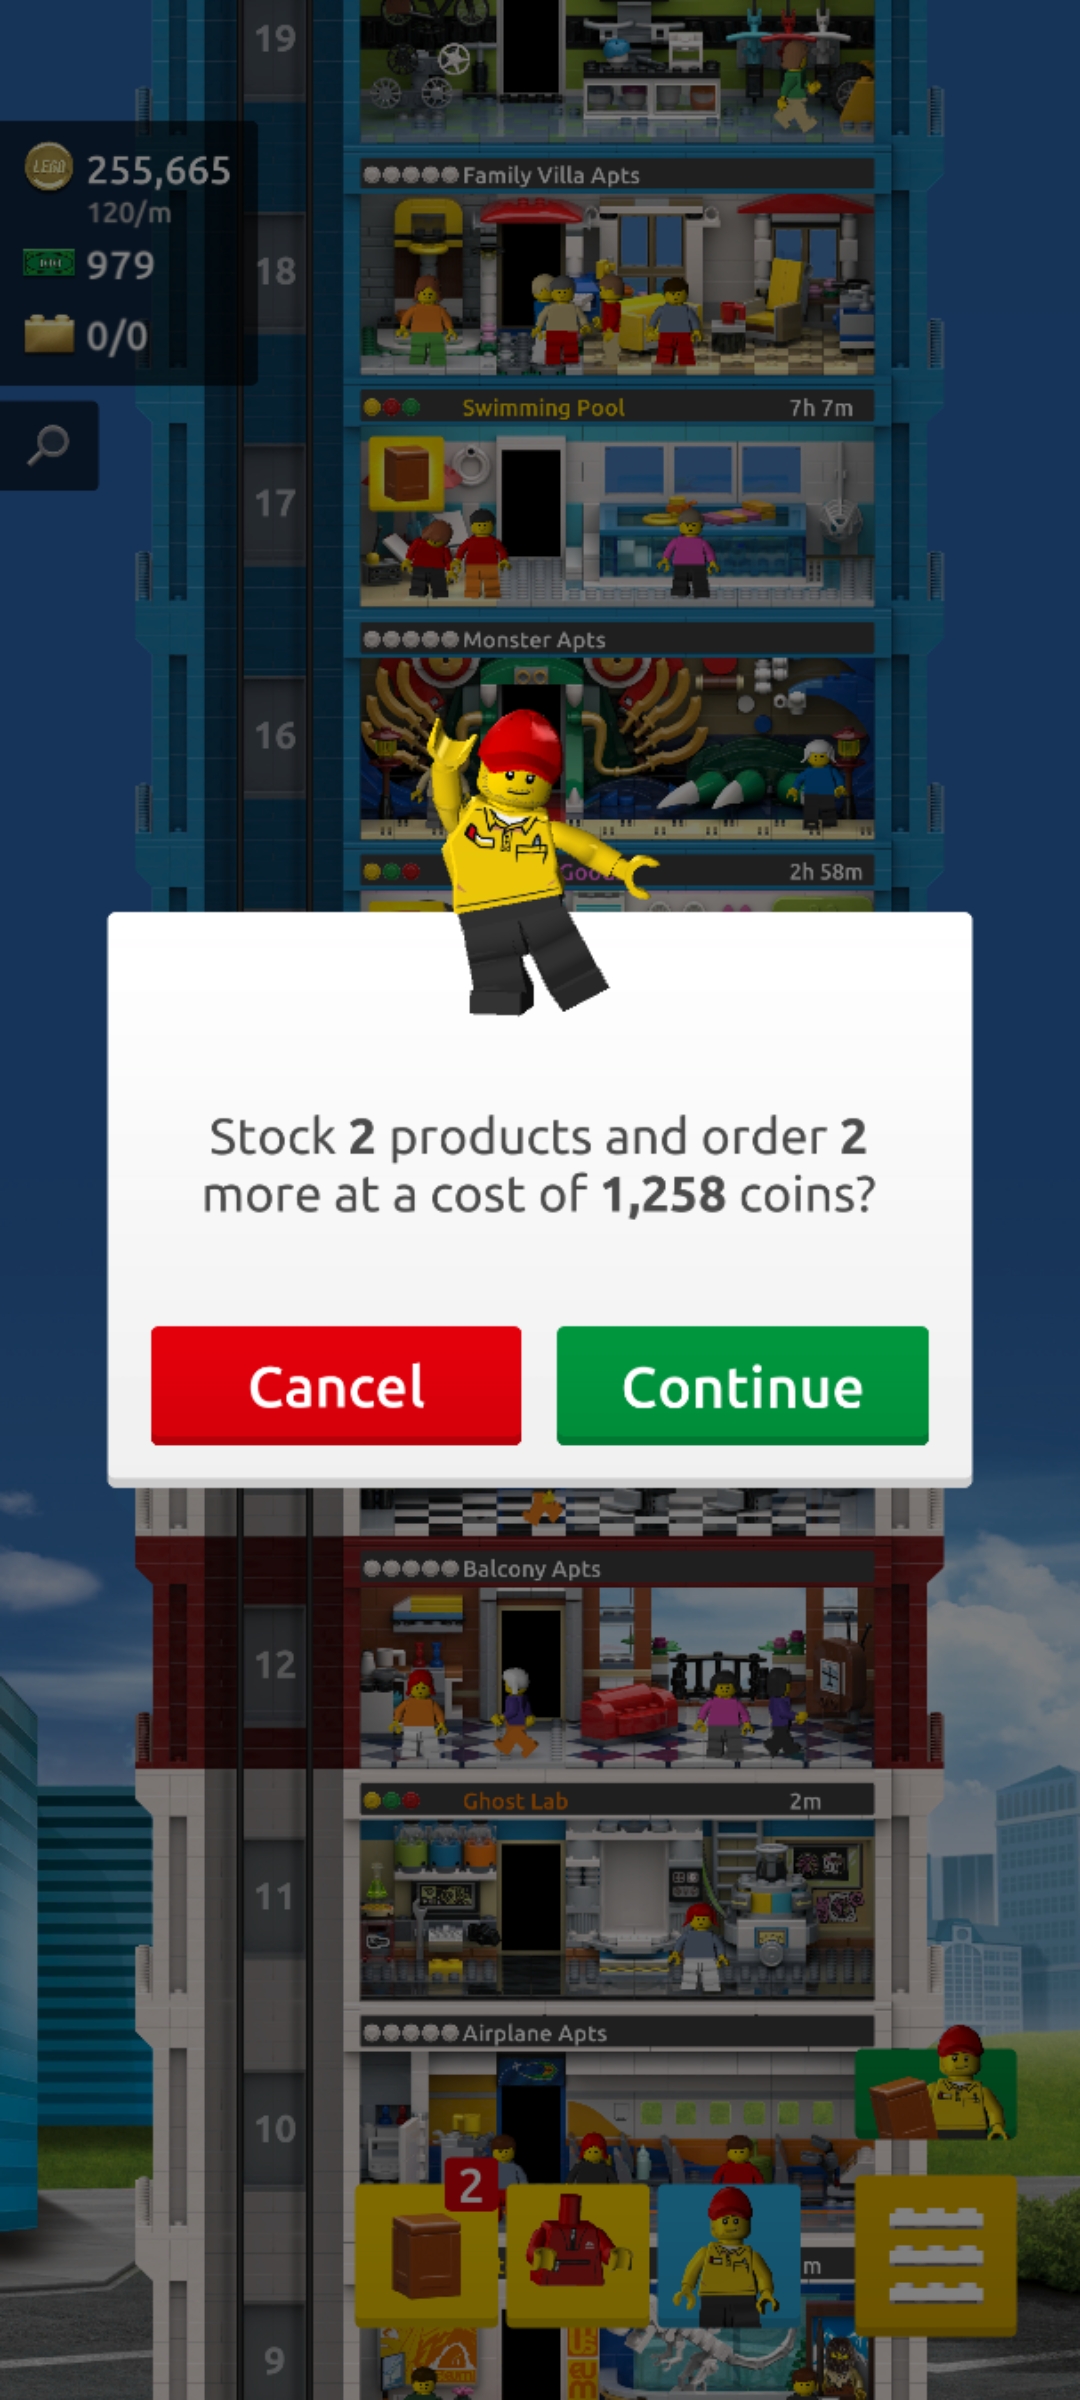 19
LEGO 255,665
120/m
979
0/0
Family Villa Apts
18
Swimming Pool 7h 7m
17
Monster Apts
16
2h 58m
Stock 2 products and order 2
more at a cost of 1,258 coins?
Cancel Continue
Balcony Apts
12
Ghost Lab 2m
11
Airplane Apts
10
2
m
9